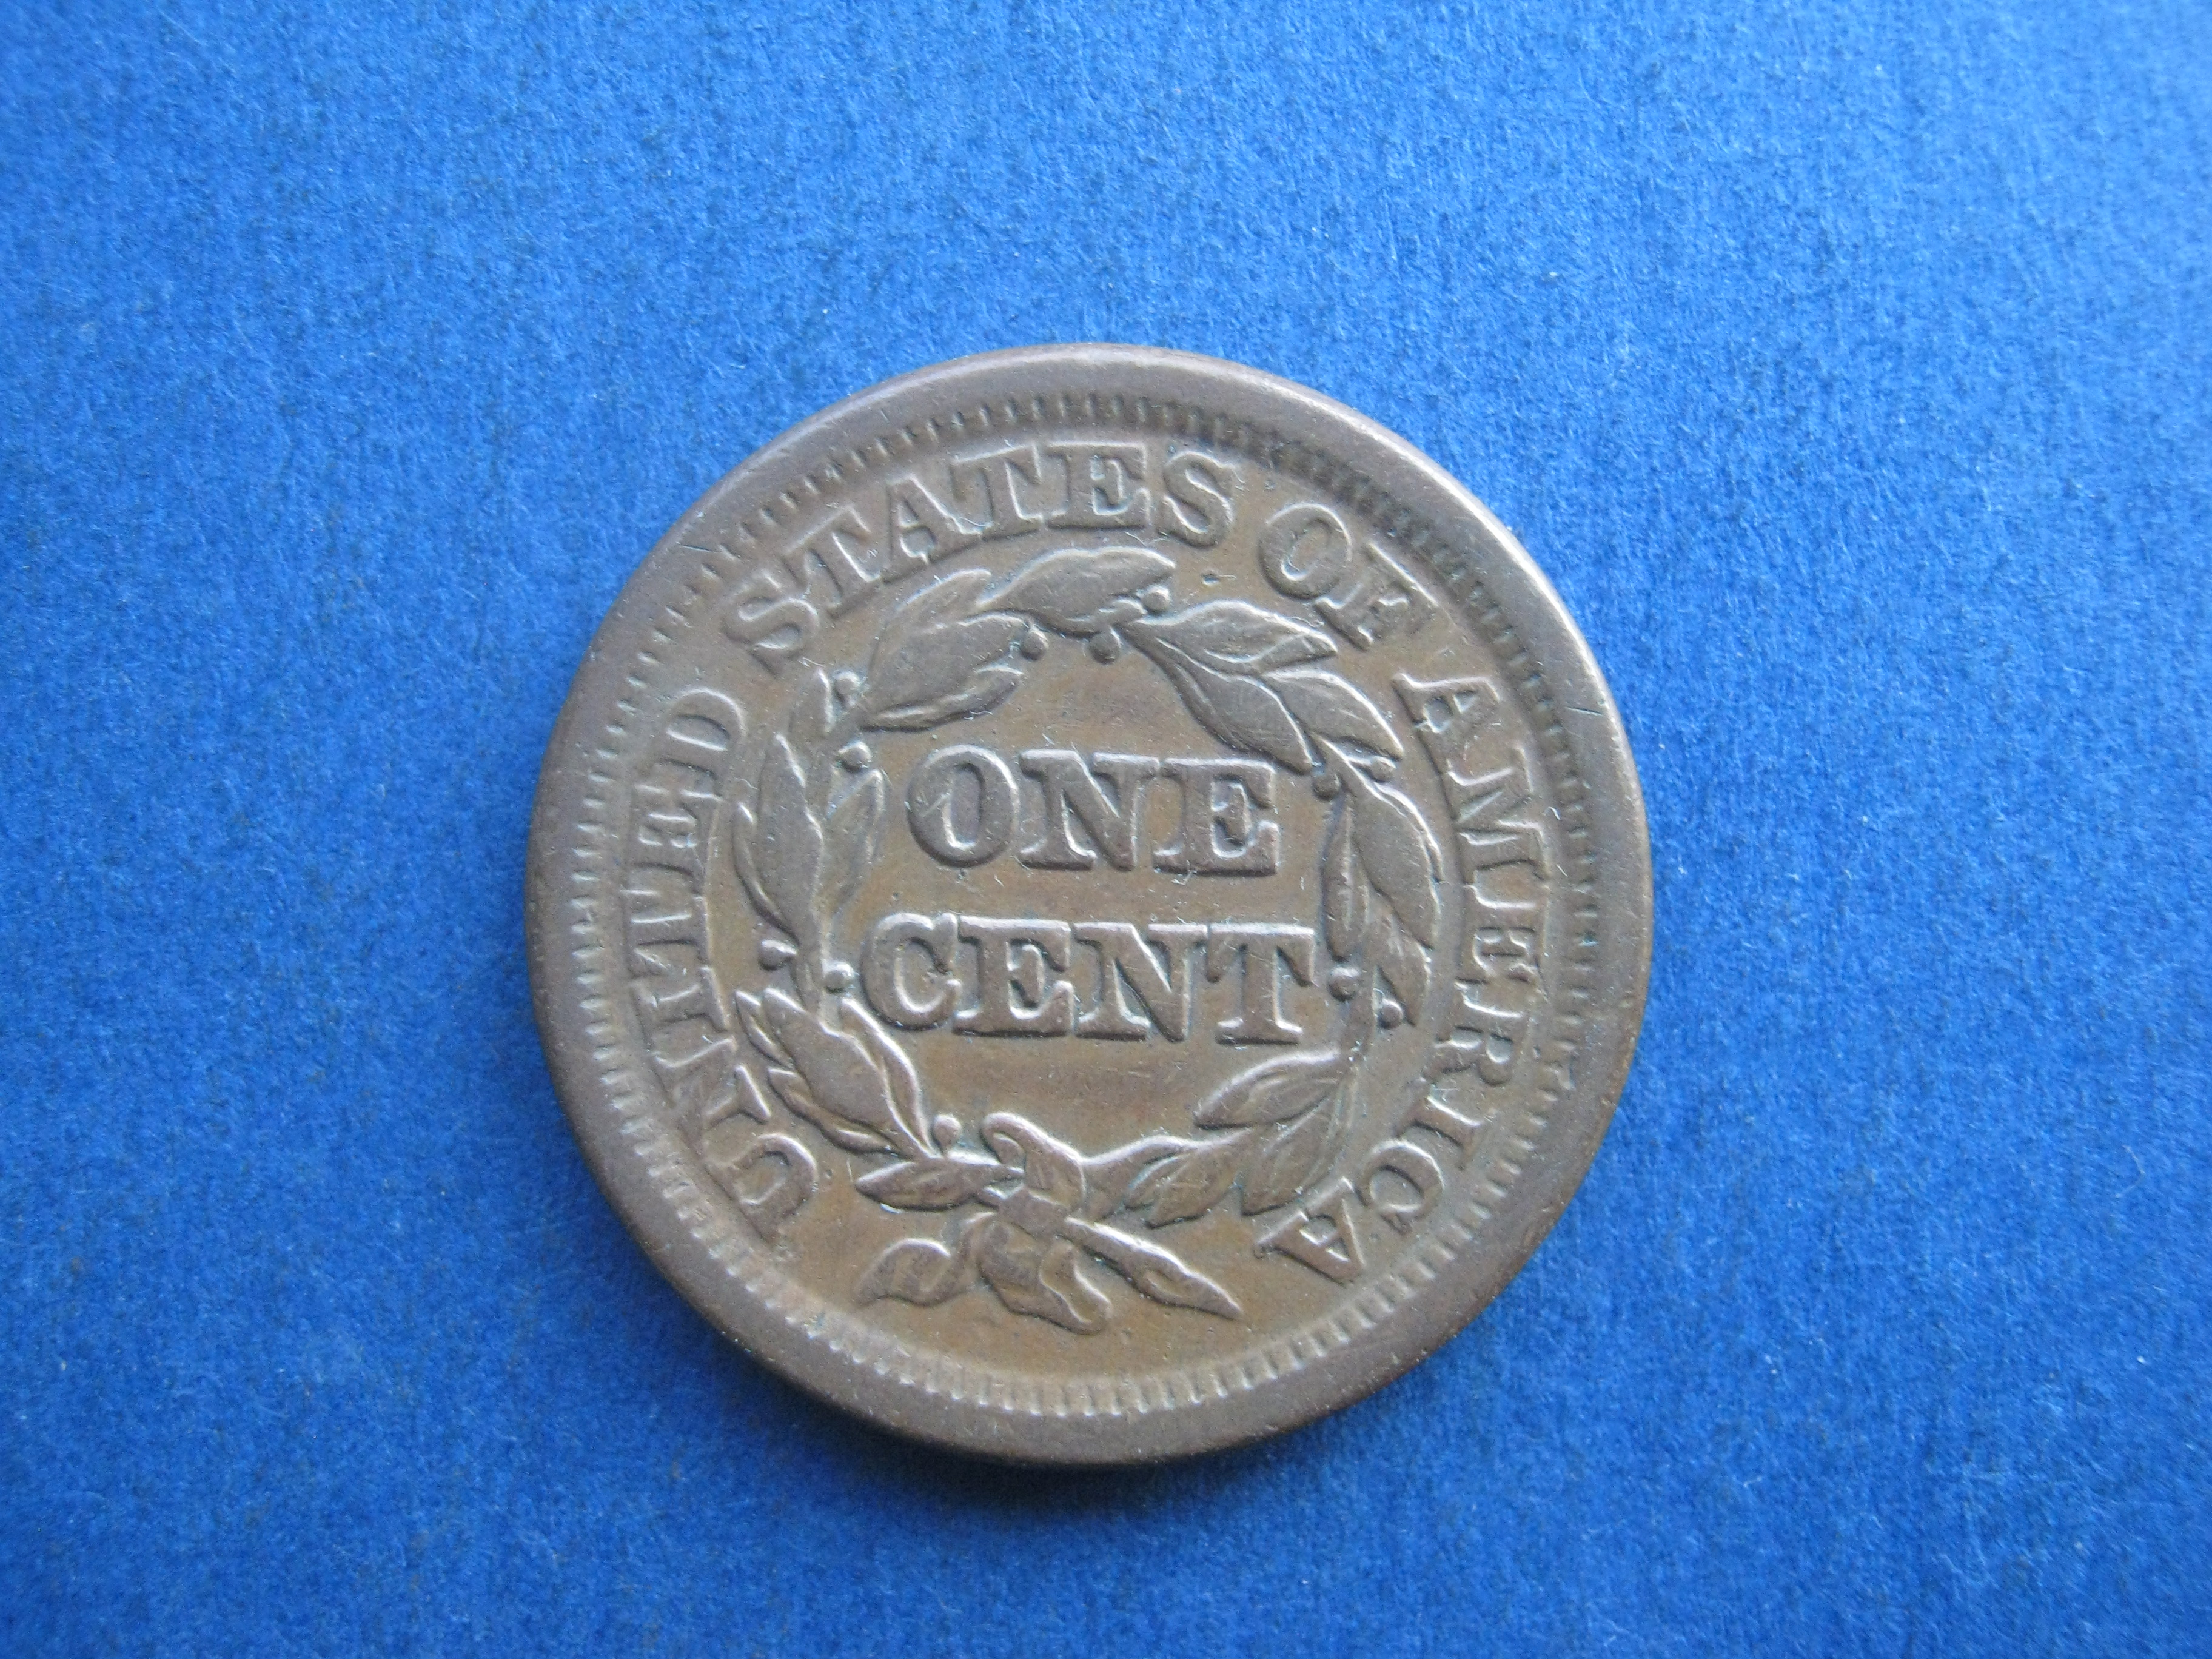 UNITED STATES OF AMERICA
ONE
CENT